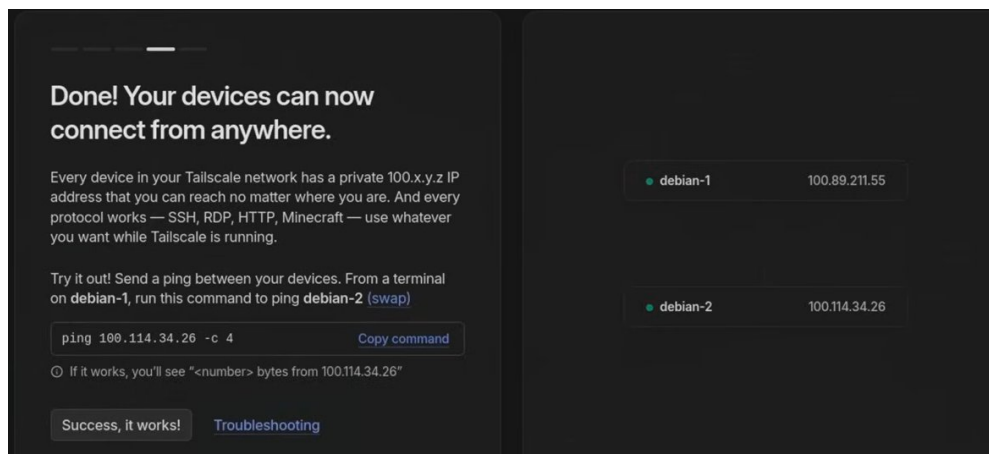 Done! Your devices can now
connect from anywhere.
Every device in your Tailscale network has a private 100.x.y.z IP
address that you can reach no matter where you are. And every
protocol works — SSH, RDP, HTTP, Minecraft — use whatever
you want while Tailscale is running.
Try it out! Send a ping between your devices. From a terminal
on debian-1, run this command to ping debian-2 (swap)
ping 100.114.34.26 -c 4 Copy command
If it works, you'll see "<number> bytes from 100.114.34.26"
Success, it works! Troubleshooting
debian-1 100.89.211.55
debian-2 100.114.34.26